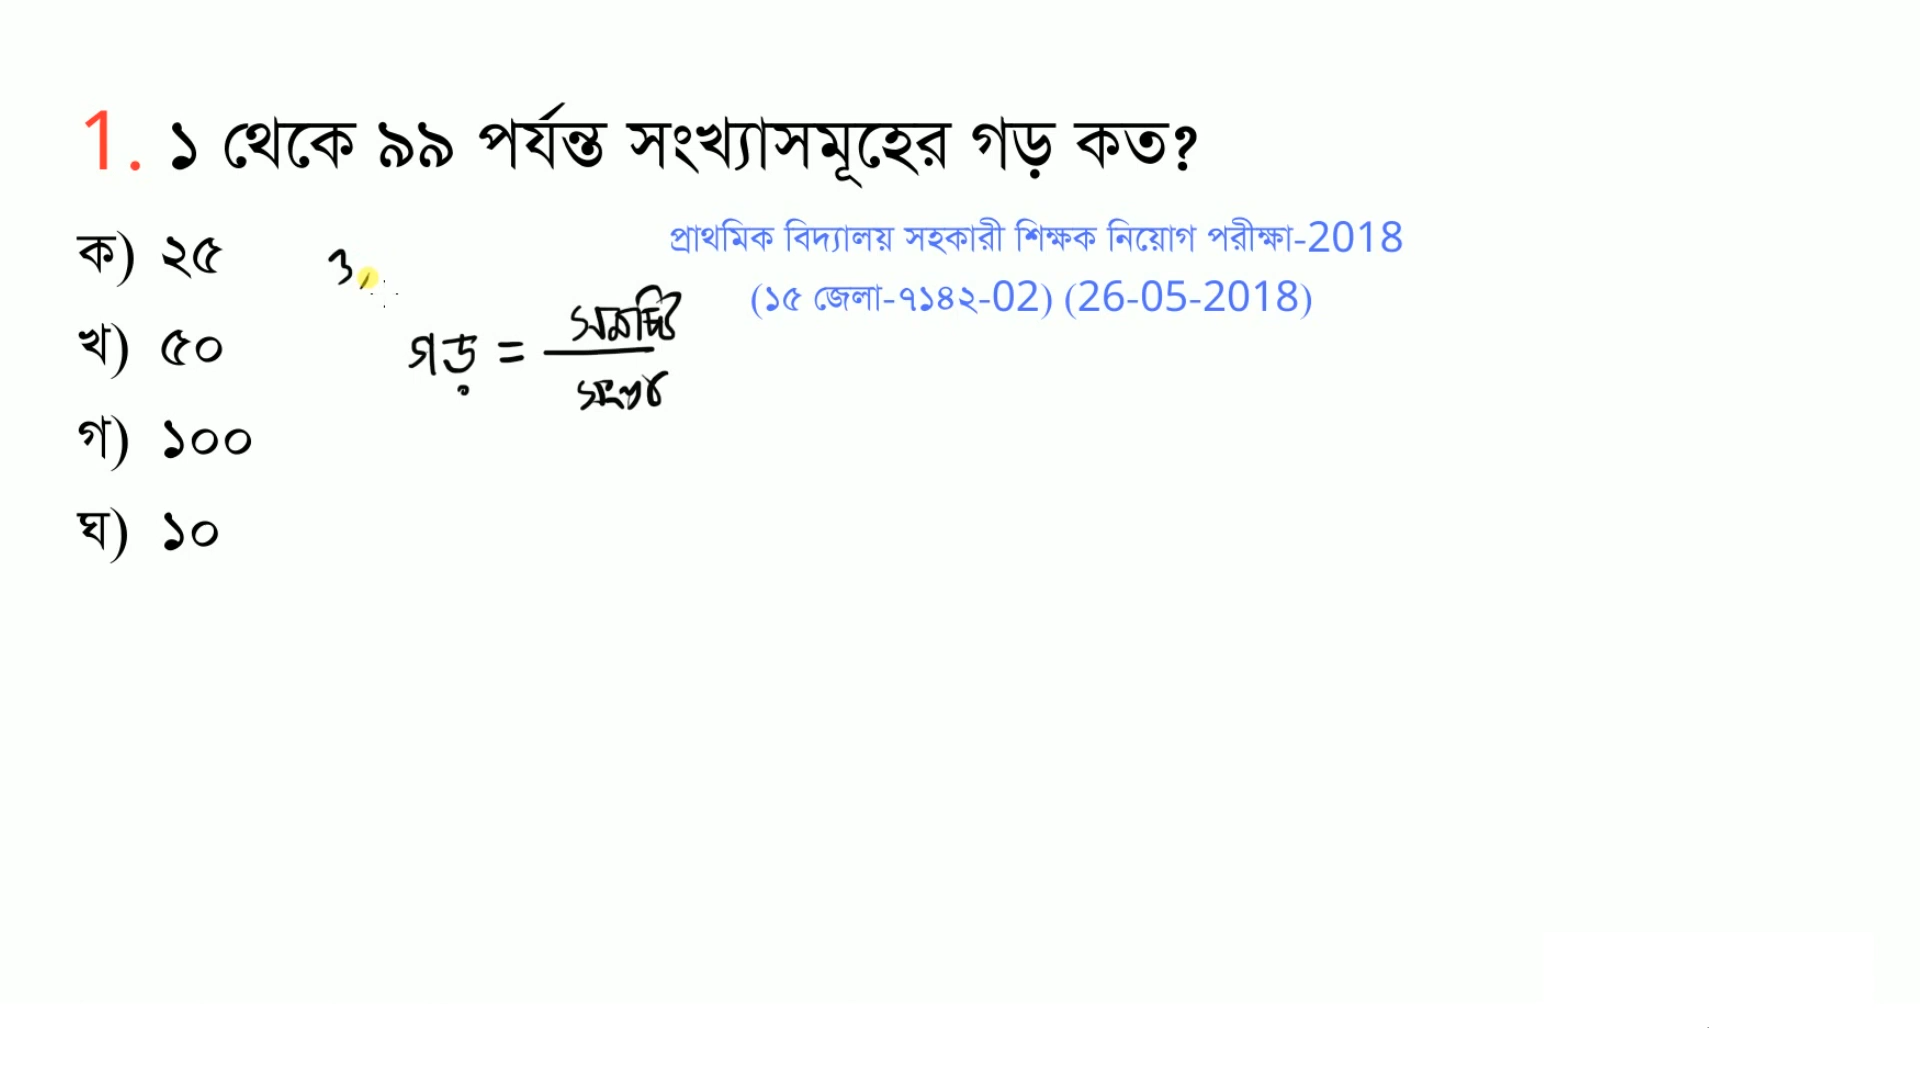 1. ১ থেকে ৯৯ পর্যন্ত সংখ্যাসমূহের গড় কত?
প্রাথমিক বিদ্যালয় সহকারী শিক্ষক নিয়োগ পরীক্ষা-2018
(১৫ জেলা-৭১৪২-02) (26-05-2018)
ক) ২৫
খ) ৫০
গ) ১০০
ঘ) ১০
3,
গড় = সমষ্টি
সংখ্যা